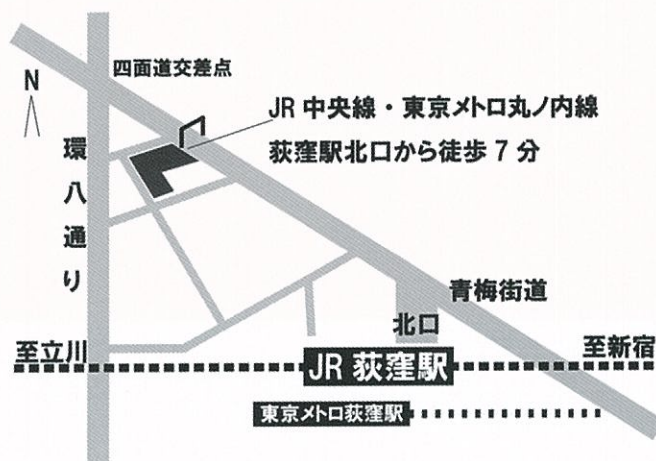 四面道交差点
N
JR 中央線・東京メトロ丸ノ内線
荻窪駅北口から徒歩 7 分
環八通り
青梅街道
北口
至立川
JR 荻窪駅
至新宿
東京メトロ荻窪駅